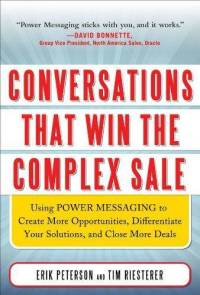 "Power Messaging sticks with you, and it works."
—DAVID BONNETTE,
Group Vice President, North America Sales, Oracle
CONVERSATIONS
THAT WIN THE
COMPLEX SALE
Using POWER MESSAGING to
Create More Opportunities, Differentiate
Your Solutions, and Close More Deals
ERIK PETERSON AND TIM RIESTERER